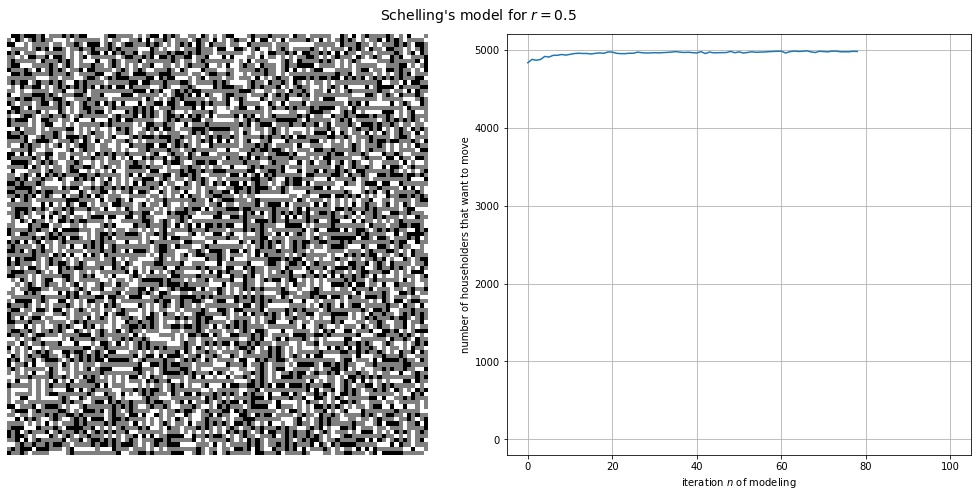 Schelling's model for r = 0.5
number of householders that want to move
5000
4000
3000
2000
1000
0
0 20 40 60 80 100
iteration n of modeling